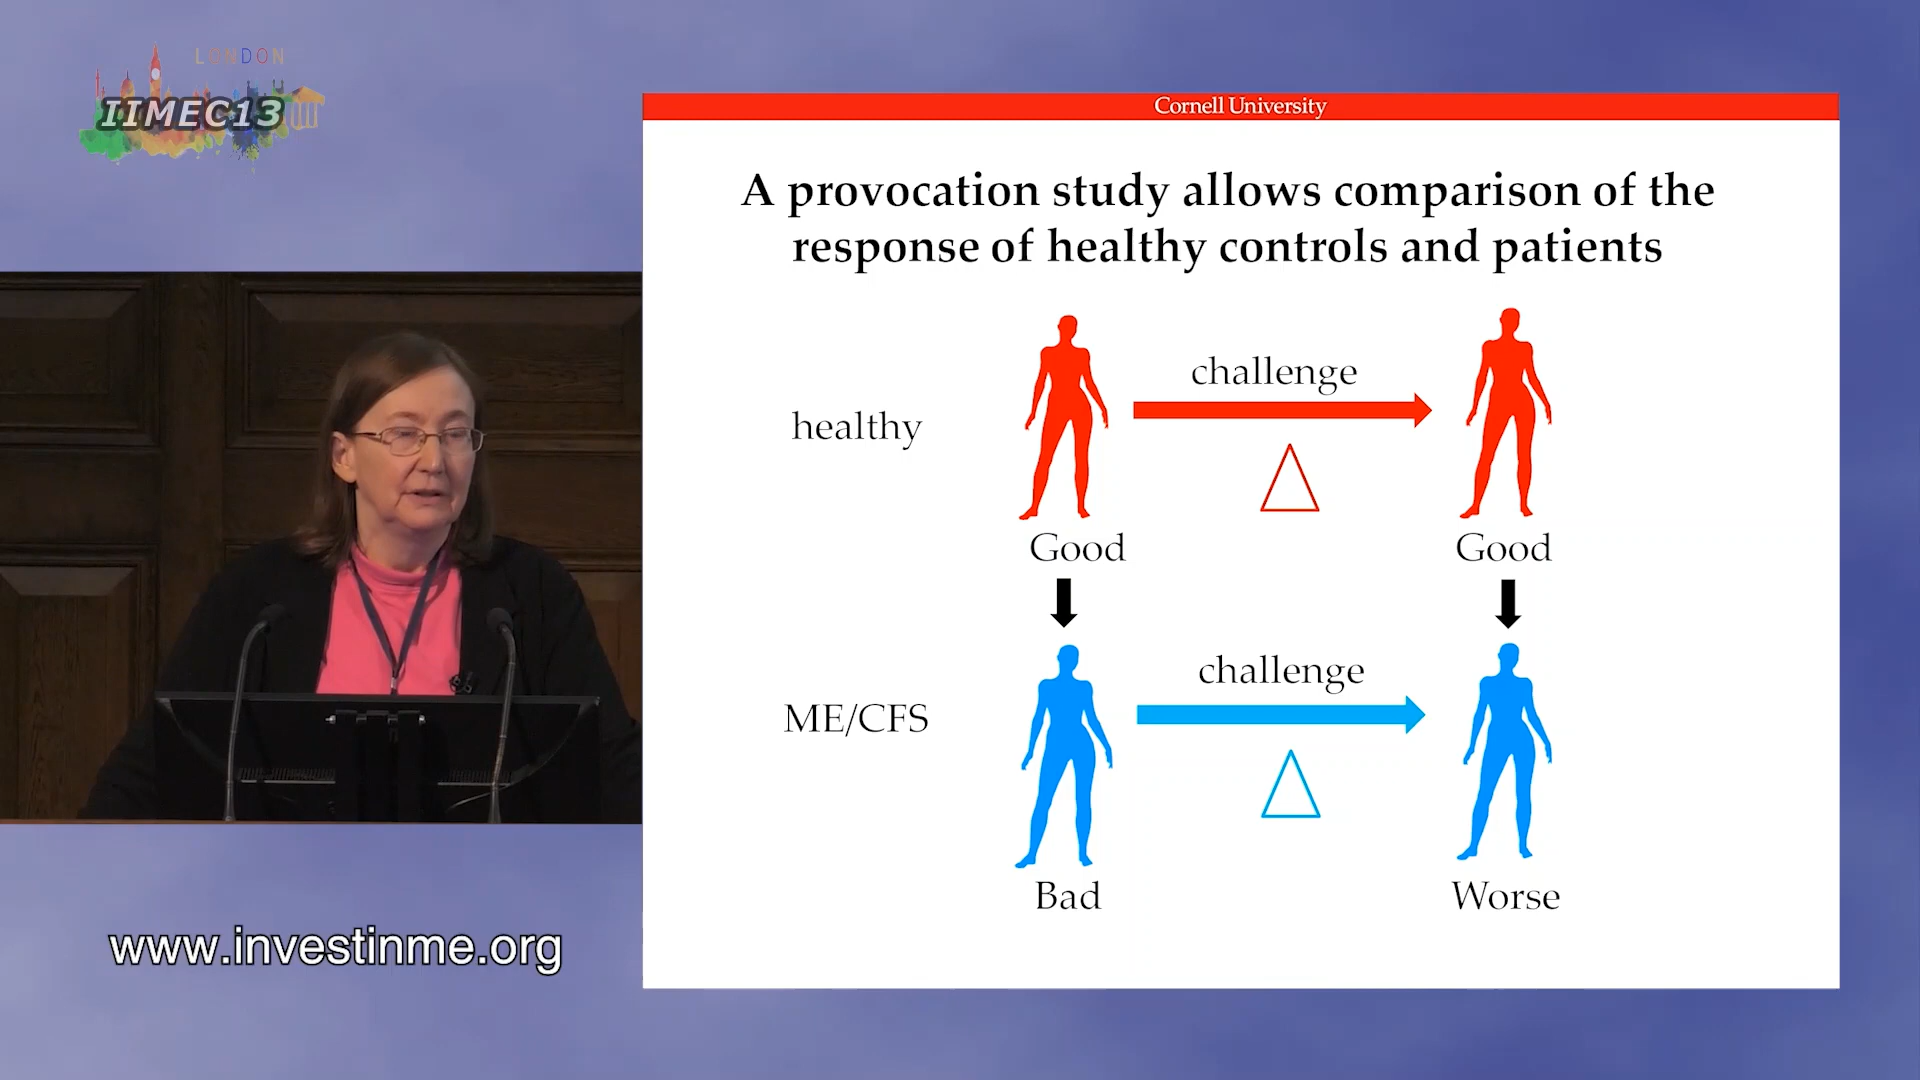 LONDON
IIMEC13
Cornell University
A provocation study allows comparison of the
response of healthy controls and patients
healthy
challenge
Good
Good
ME/CFS
challenge
Bad
Worse
www.investinme.org